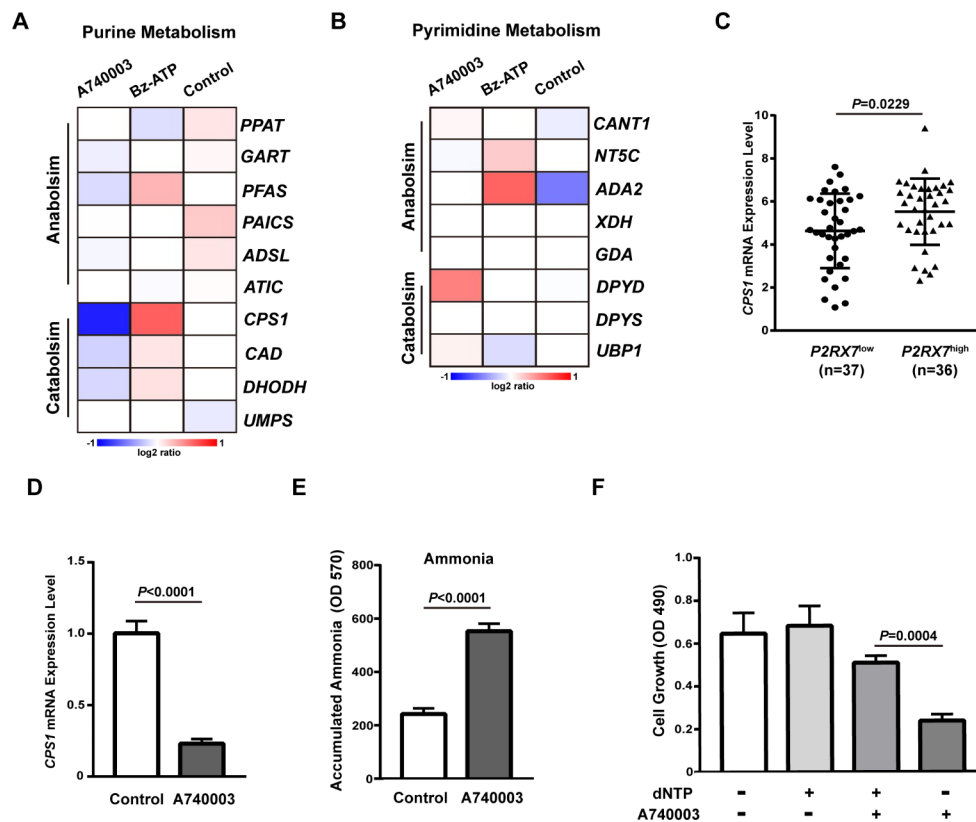 A
Purine Metabolism
A740003
Bz-ATP
Control
Anabolsim
Catabolsim
PPAT
GART
PFAS
PAICS
ADSL
ATIC
CPS1
CAD
DHODH
UMPS
-1
1
log2 ratio
B
Pyrimidine Metabolism
A740003
Bz-ATP
Control
Anabolsim
Catabolsim
CANT1
NT5C
ADA2
XDH
GDA
DPYD
DPYS
UBP1
-1
1
log2 ratio
C
P=0.0229
CPS1 mRNA Expression Level
10
8
6
4
2
0
P2RX7low
(n=37)
P2RX7high
(n=36)
D
CPS1 mRNA Expression Level
1.5
1.0
0.5
0.0
P<0.0001
Control
A740003
E
Ammonia
Accumulated Ammonia (OD 570)
800
600
400
200
0
P<0.0001
Control
A740003
F
Cell Growth (OD 490)
1.0
0.8
0.6
0.4
0.2
0.0
P=0.0004
dNTP - + + -
A740003 - - + +